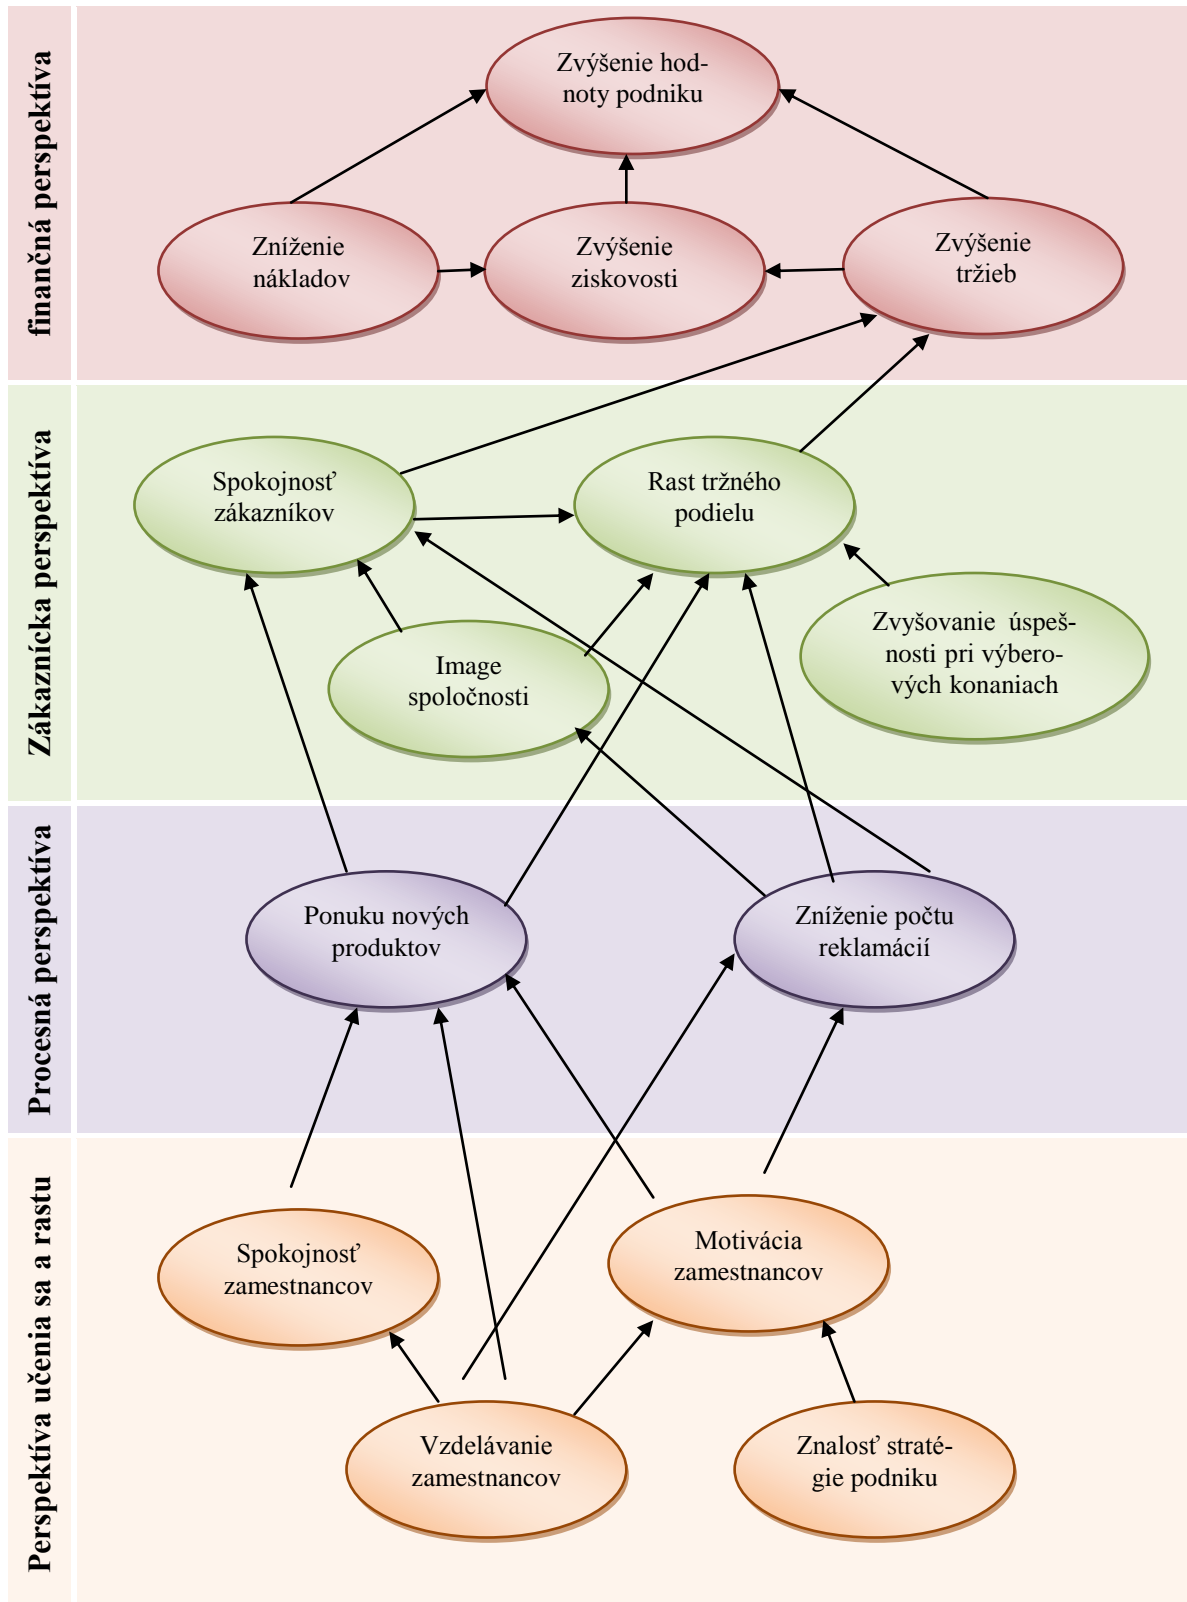 finančná perspektíva
Zvýšenie hod-
noty podniku
Zníženie
nákladov
Zvýšenie
ziskovosti
Zvýšenie
tržieb
Zákaznícka perspektíva
Spokojnosť
zákazníkov
Rast tržného
podielu
Image
spoločnosti
Zvyšovanie úspeš-
nosti pri výbero-
vých konaniach
Procesná perspektíva
Ponuku nových
produktov
Zníženie počtu
reklamácií
Perspektíva učenia sa a rastu
Spokojnosť
zamestnancov
Motivácia
zamestnancov
Vzdelávanie
zamestnancov
Znalosť straté-
gie podniku